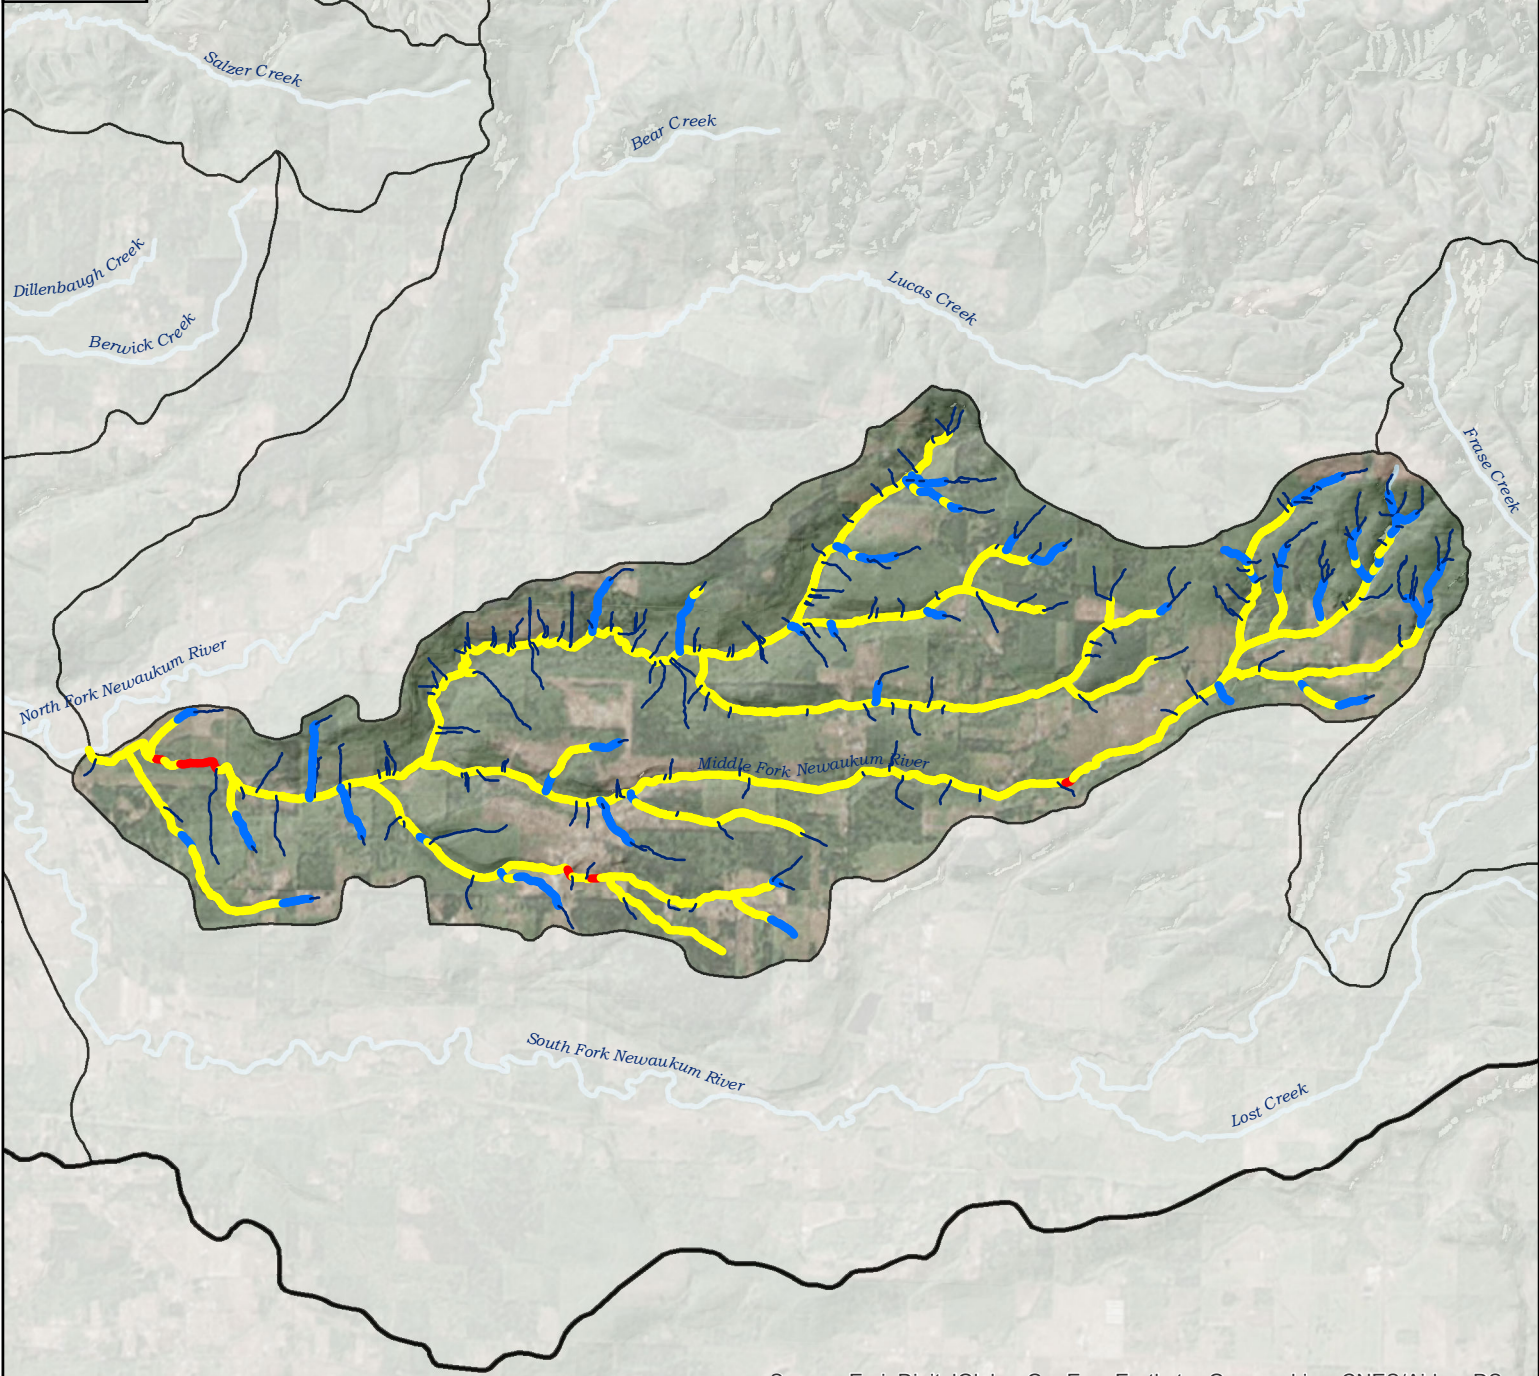 Salzer Creek
Bear Creek
Dillenbaugh Creek
Berwick Creek
Lucas Creek
Frase Creek
North Fork Newaukum River
Middle Fork Newaukum River
South Fork Newaukum River
Lost Creek